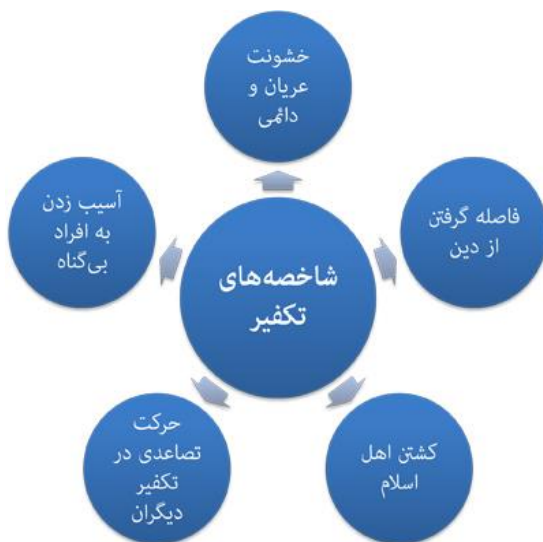 خشونت
عریان و
دائمی
فاصله گرفتن
از دین
آسیب زدن
به افراد
بی‌گناه
شاخصه‌های
تکفیر
کشتن اهل
اسلام
حرکت
تصاعدی در
تکفیر
دیگران